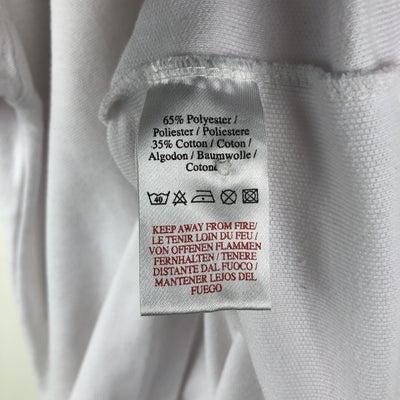 65% Polyester /
Poliester / Poliestere
35% Cotton / Coton /
Algodon / Baumwolle /
Cotone
40
KEEP AWAY FROM FIRE/
LE TENIR LOIN DU FEU /
VON OFFENEN FLAMMEN
FERNHALTEN / TENERE
DISTANTE DAL FUOCO /
MANTENER LEJOS DEL
FUEGO